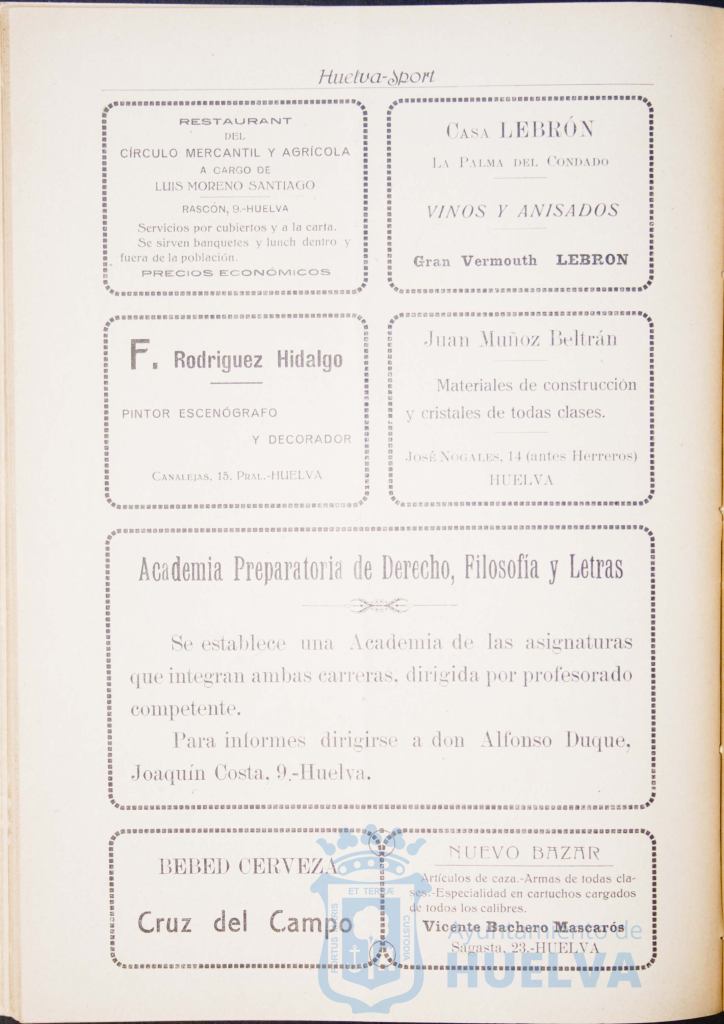 Huelva-Sport
RESTAURANT
DEL
CÍRCULO MERCANTIL Y AGRÍCOLA
A CARGO DE
LUIS MORENO SANTIAGO
RASCÓN, 9.-HUELVA
Servicios por cubiertos y a la carta.
Se sirven banquetes y lunch dentro y
fuera de la población.
PRECIOS ECONÓMICOS
CASA LEBRÓN
LA PALMA DEL CONDADO
VINOS Y ANISADOS
Gran Vermouth LEBRON
F. Rodriguez Hidalgo
PINTOR ESCENÓGRAFO
Y DECORADOR
CANALEJAS, 15. PRAL.-HUELVA
Juan Muñoz Beltrán
Materiales de construcción
y cristales de todas clases.
JOSÉ NOGALES, 14 (antes Herreros)
HUELVA
Academia Preparatoria de Derecho, Filosofía y Letras
Se establece una Academia de las asignaturas
que integran ambas carreras, dirigida por profesorado
competente.
Para informes dirigirse a don Alfonso Duque,
Joaquín Costa, 9.-Huelva.
BEBED CERVEZA
Cruz del Campo
NUEVO BAZAR
Artículos de caza.-Armas de todas cla-
ses.-Especialidad en cartuchos cargados
de todos los calibres.
Vicente Bachero Mascarós
Sagasta, 23.-HUELVA
PORTUS MARIS
ET TERRÆ
CUSTODIA
Ayuntamiento de
HUELVA